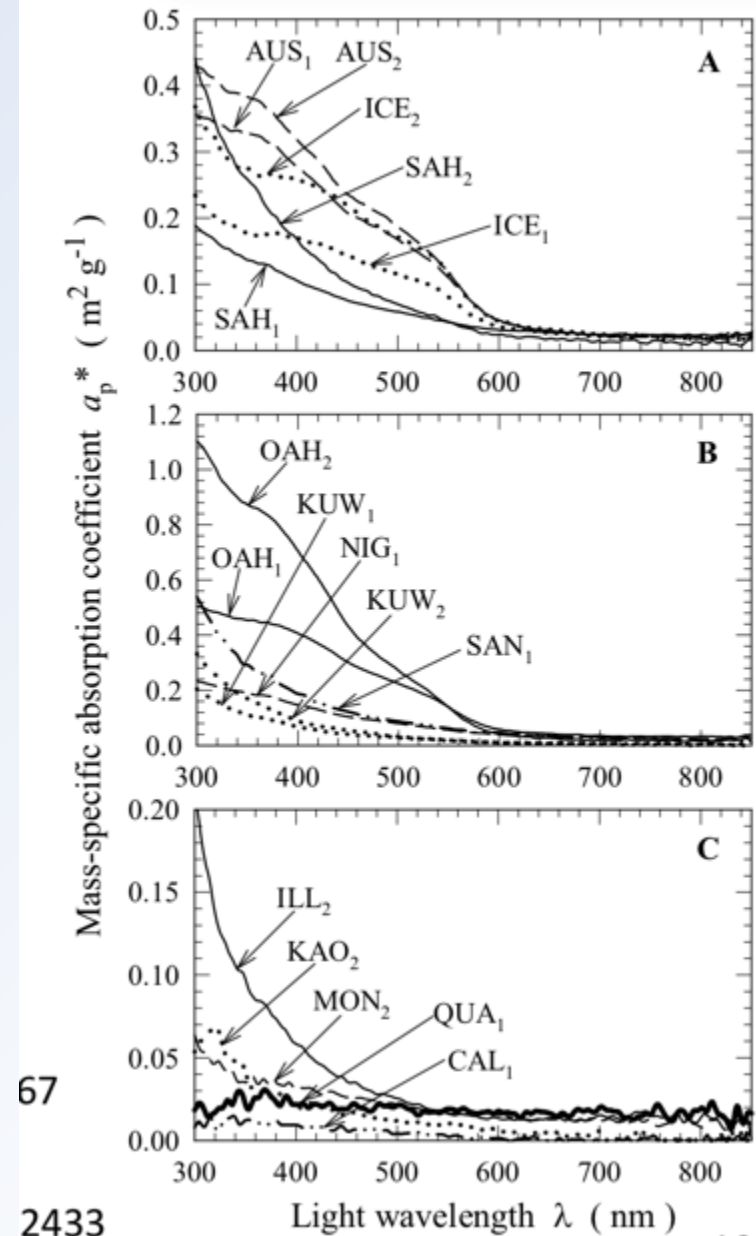 Mass-specific absorption coefficient aₚ* ( m² g⁻¹ )
A
0.5
0.4
0.3
0.2
0.1
0.0
AUS₁
AUS₂
ICE₂
SAH₂
ICE₁
SAH₁
300 400 500 600 700 800
B
1.2
1.0
0.8
0.6
0.4
0.2
0.0
OAH₂
KUW₁
NIG₁
OAH₁
KUW₂
SAN₁
300 400 500 600 700 800
C
0.20
0.15
0.10
0.05
0.00
ILL₂
KAO₂
MON₂
QUA₁
CAL₁
300 400 500 600 700 800
Light wavelength λ ( nm )
67
2433